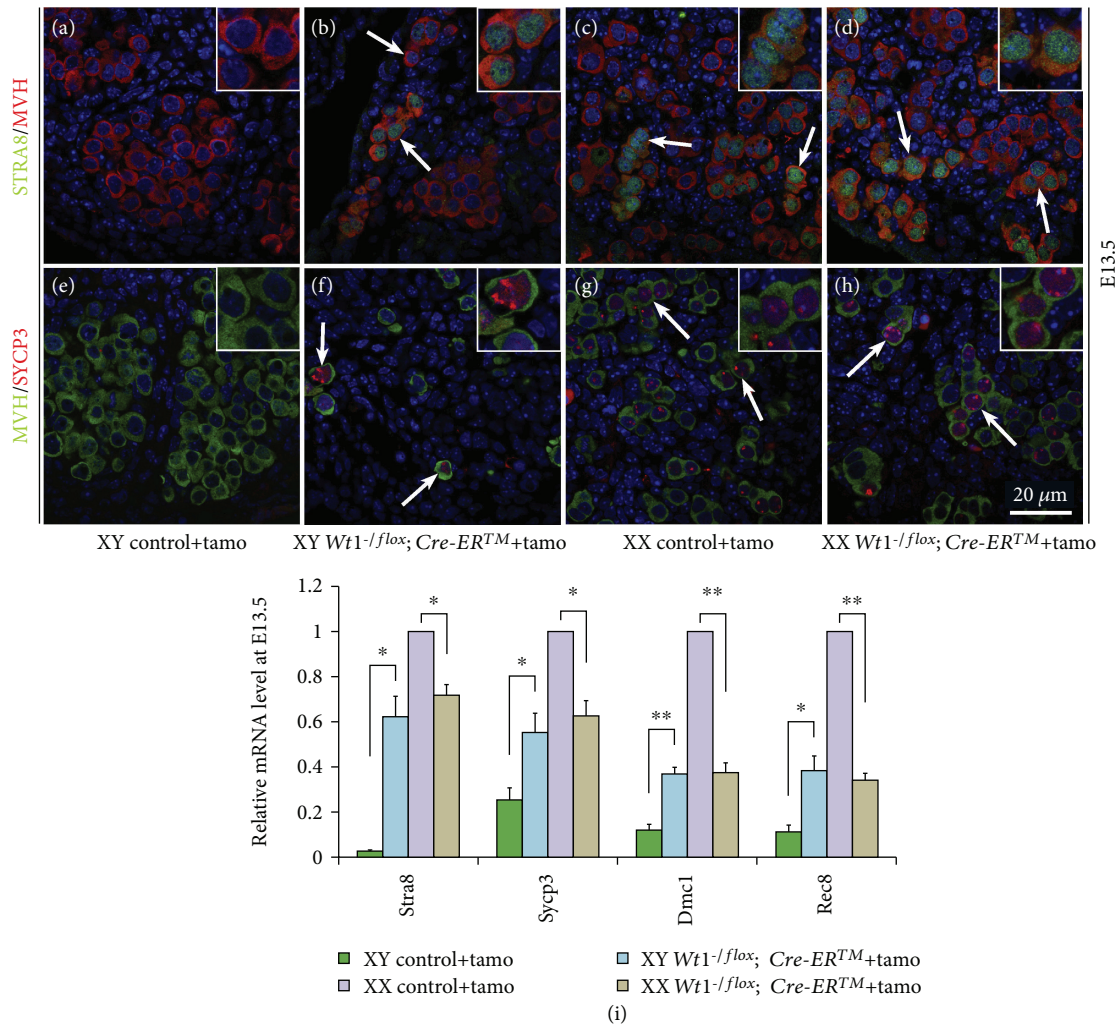 (a)
(b)
(c)
(d)
STRA8/MVH
(e)
(f)
(g)
(h)
MVH/SYCP3
E13.5
20 µm
XY control+tamo
XY Wt1-/flox; Cre-ERTM+tamo
XX control+tamo
XX Wt1-/flox; Cre-ERTM+tamo
Relative mRNA level at E13.5
1.2
1
0.8
0.6
0.4
0.2
0
*
*
*
*
**
**
*
**
Stra8
Sycp3
Dmc1
Rec8
XY control+tamo
XY Wt1-/flox; Cre-ERTM+tamo
XX control+tamo
XX Wt1-/flox; Cre-ERTM+tamo
(i)